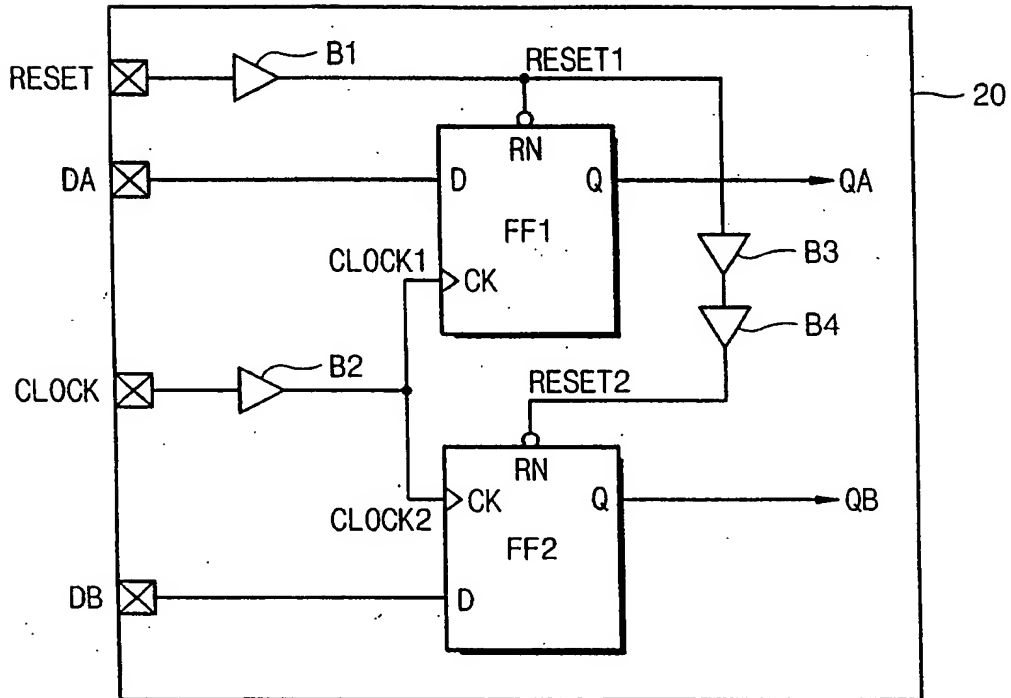 B1
RESET
RESET1
20
RN
DA
D
Q
QA
FF1
B3
CLOCK1
CK
B4
B2
CLOCK
RESET2
RN
CK
Q
QB
CLOCK2
FF2
DB
D